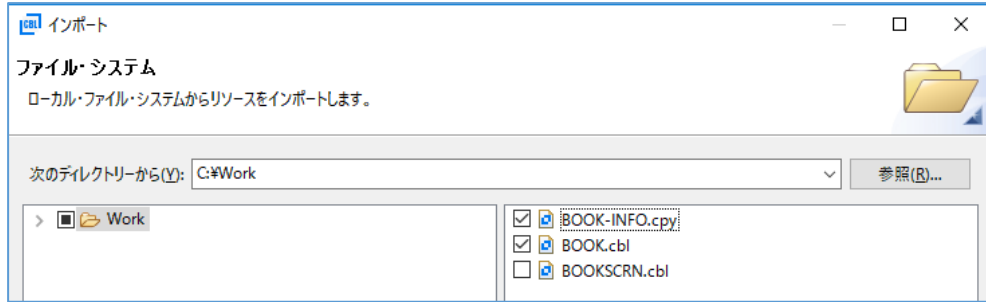 CBL インポート
ファイル・システム
ローカル・ファイル・システムからリソースをインポートします。
次のディレクトリーから(Y): C:¥Work 参照(R)...
Work
BOOK-INFO.cpy
BOOK.cbl
BOOKSCRN.cbl